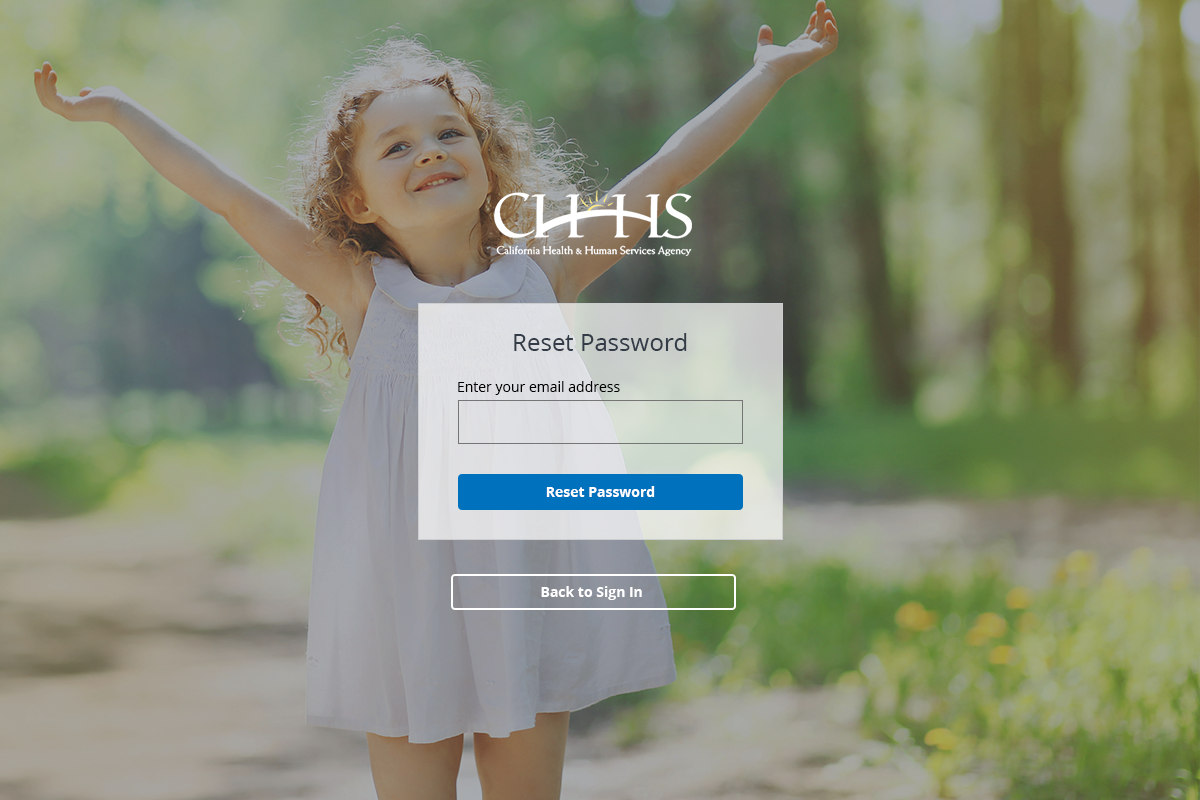 CHHS
California Health & Human Services Agency
Reset Password
Enter your email address
Reset Password
Back to Sign In